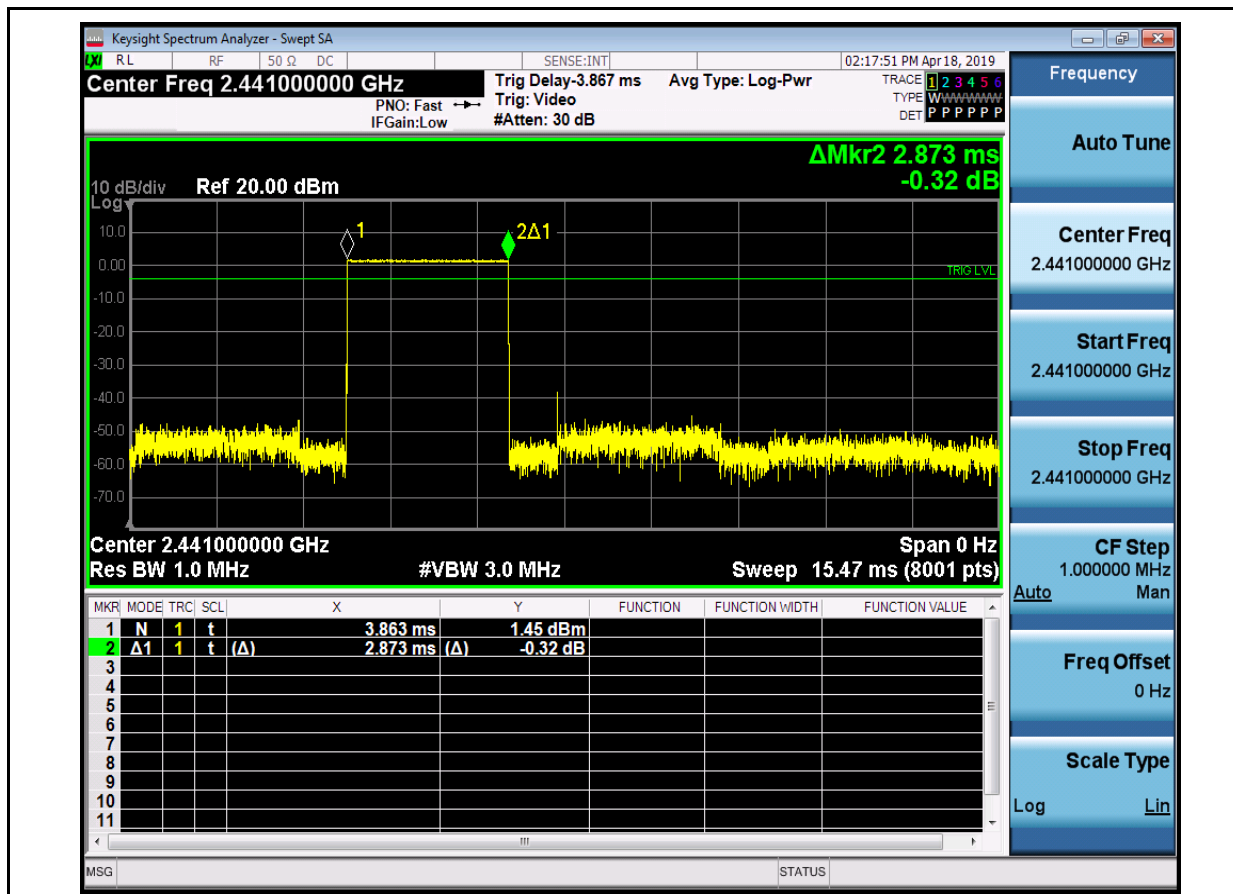 Keysight Spectrum Analyzer - Swept SA
LXI RL RF 50 Ω DC SENSE:INT 02:17:51 PM Apr 18, 2019
Center Freq 2.441000000 GHz
PNO: Fast
IFGain:Low
Trig Delay-3.867 ms
Trig: Video
#Atten: 30 dB
Avg Type: Log-Pwr
TRACE 1 2 3 4 5 6
TYPE WWWWWW
DET P P P P P P
ΔMkr2 2.873 ms
-0.32 dB
10 dB/div Ref 20.00 dBm
Log
10.0
0.00
-10.0
-20.0
-30.0
-40.0
-50.0
-60.0
-70.0
1
2Δ1
TRIG LVL
Center 2.441000000 GHz Span 0 Hz
Res BW 1.0 MHz #VBW 3.0 MHz Sweep 15.47 ms (8001 pts)
MKR MODE TRC SCL X Y FUNCTION FUNCTION WIDTH FUNCTION VALUE
1 N 1 t 3.863 ms 1.45 dBm
2 Δ1 1 t (Δ) 2.873 ms (Δ) -0.32 dB
3
4
5
6
7
8
9
10
11
MSG STATUS
Frequency
Auto Tune
Center Freq
2.441000000 GHz
Start Freq
2.441000000 GHz
Stop Freq
2.441000000 GHz
CF Step
1.000000 MHz
Auto Man
Freq Offset
0 Hz
Scale Type
Log Lin